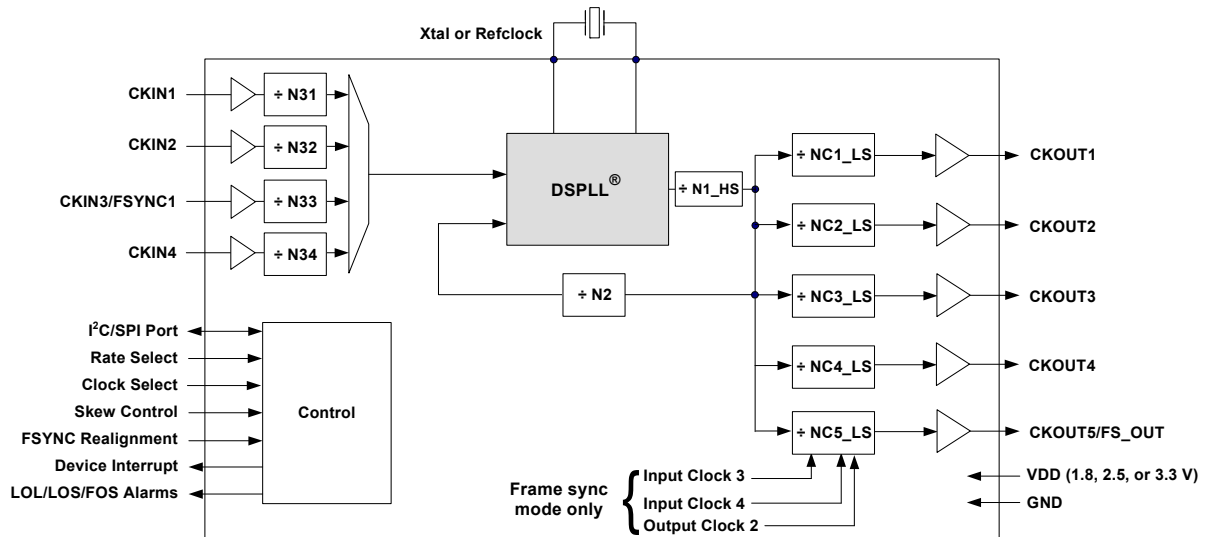 Xtal or Refclock
CKIN1
÷ N31
CKIN2
÷ N32
CKIN3/FSYNC1
÷ N33
CKIN4
÷ N34
DSPLL®
÷ N1_HS
÷ N2
÷ NC1_LS
CKOUT1
÷ NC2_LS
CKOUT2
÷ NC3_LS
CKOUT3
÷ NC4_LS
CKOUT4
÷ NC5_LS
CKOUT5/FS_OUT
I²C/SPI Port
Rate Select
Clock Select
Skew Control
FSYNC Realignment
Device Interrupt
LOL/LOS/FOS Alarms
Control
Frame sync
mode only
{
Input Clock 3
Input Clock 4
Output Clock 2
VDD (1.8, 2.5, or 3.3 V)
GND